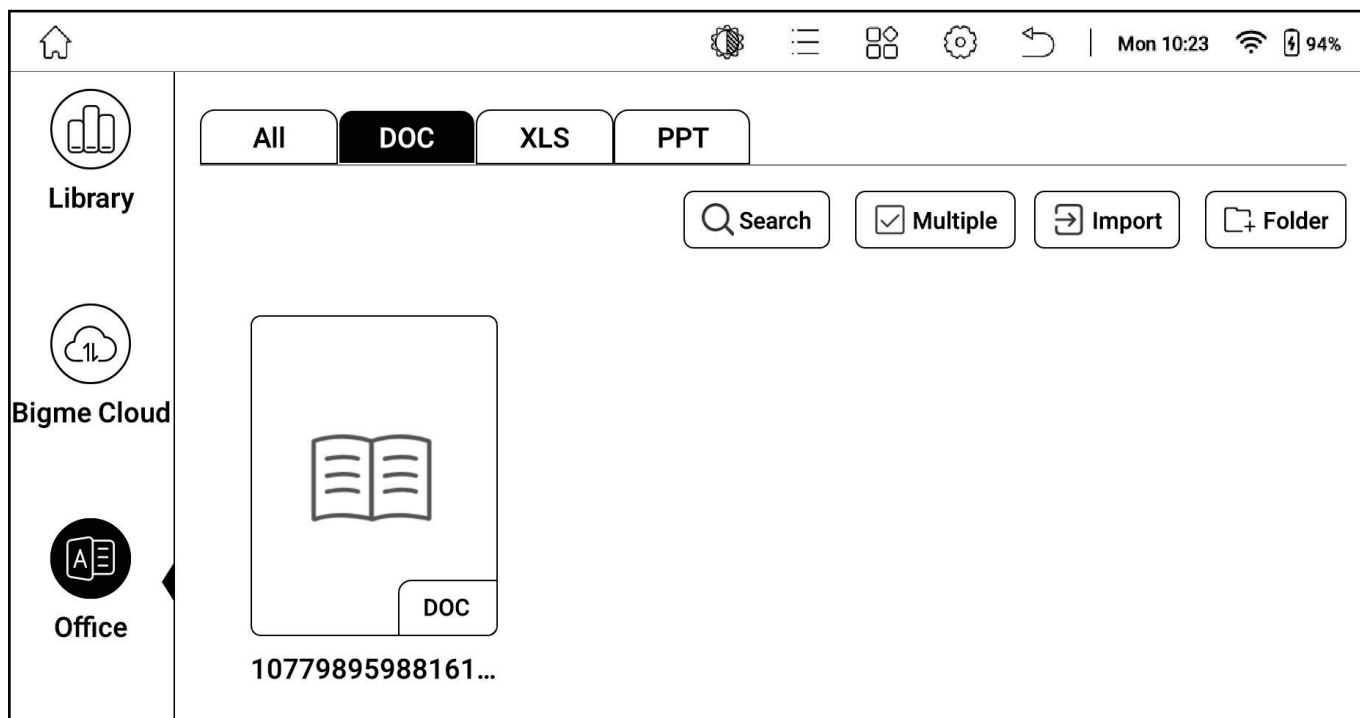 Mon 10:23 94%
All DOC XLS PPT
Library
Search Multiple Import Folder
Bigme Cloud
A
Office
DOC
10779895988161...